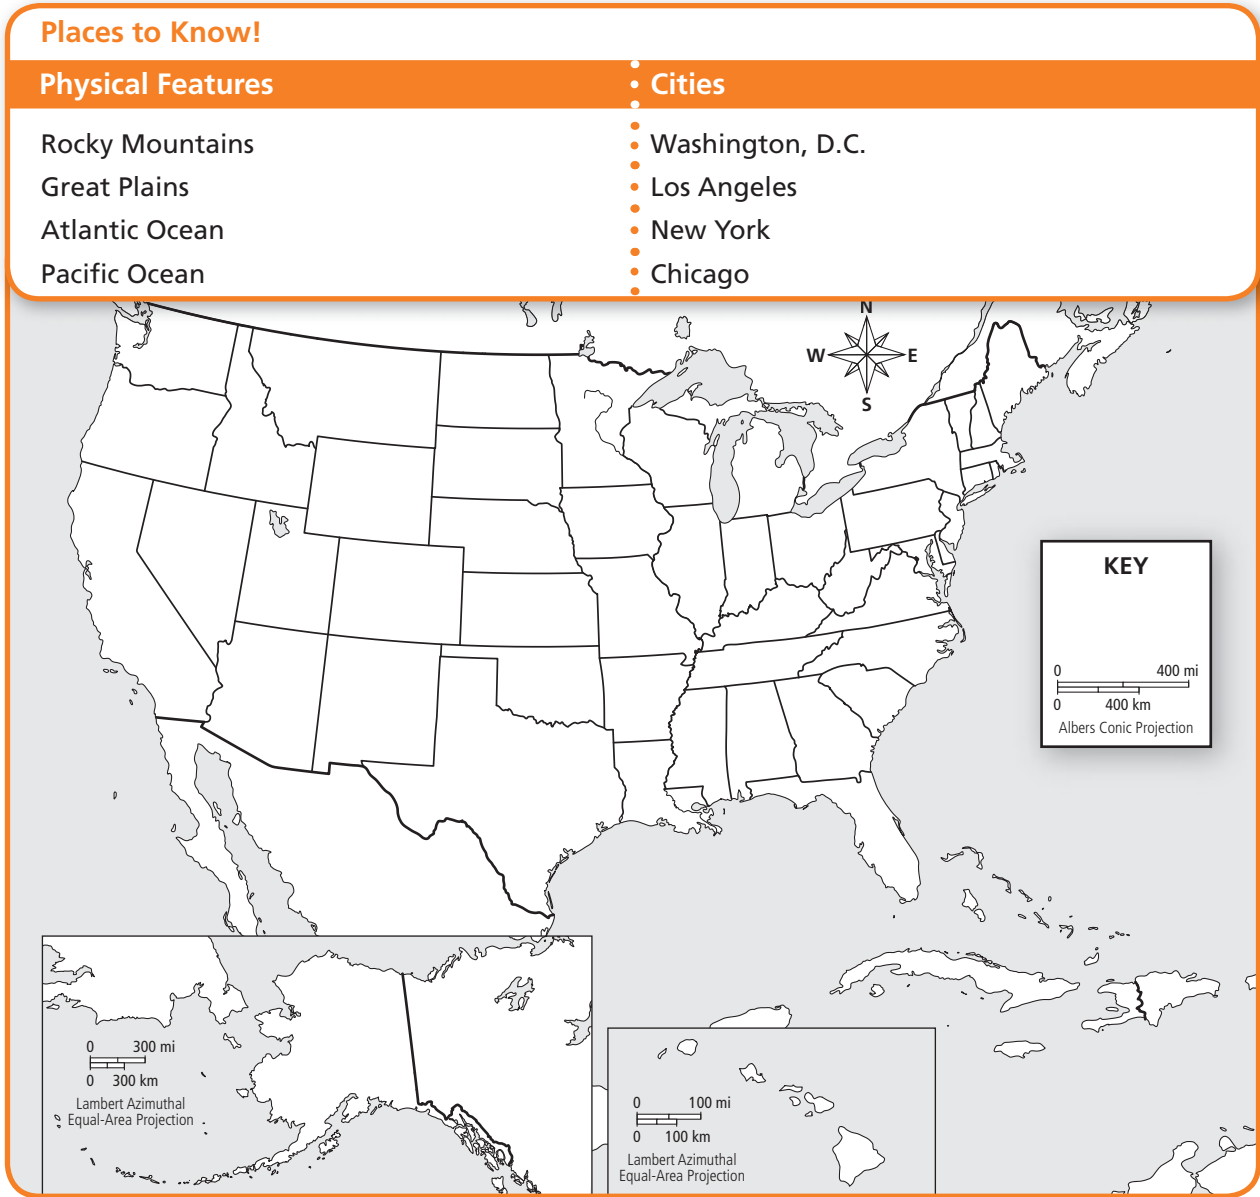 Places to Know!
Physical Features
Cities
Rocky Mountains
Washington, D.C.
Great Plains
Los Angeles
Atlantic Ocean
New York
Pacific Ocean
Chicago
N
W E
S
KEY
0 400 mi
0 400 km
Albers Conic Projection
0 300 mi
0 300 km
Lambert Azimuthal
Equal-Area Projection
0 100 mi
0 100 km
Lambert Azimuthal
Equal-Area Projection